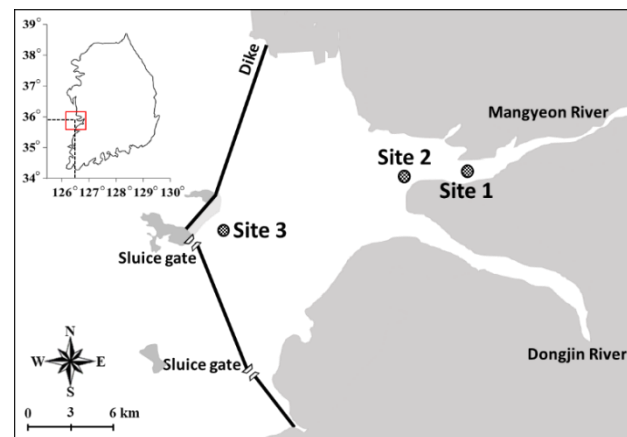 39°
38°
37°
36°
35°
34°
126° 127° 128° 129° 130°
Dike
Mangyeon River
Site 2
Site 1
Site 3
Sluice gate
Sluice gate
Dongjin River
N
W E
S
0 3 6 km